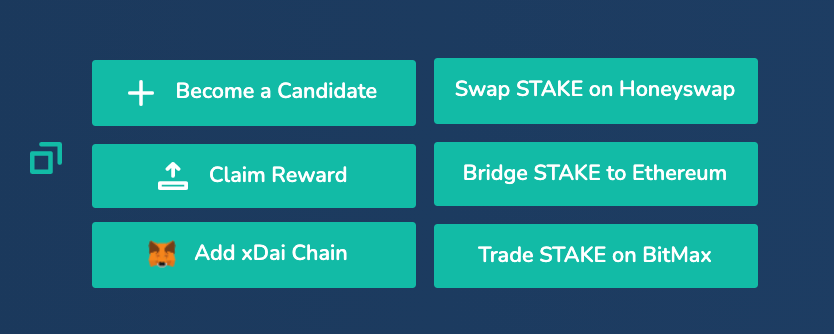 Become a Candidate
Swap STAKE on Honeyswap
Claim Reward
Bridge STAKE to Ethereum
Add xDai Chain
Trade STAKE on BitMax